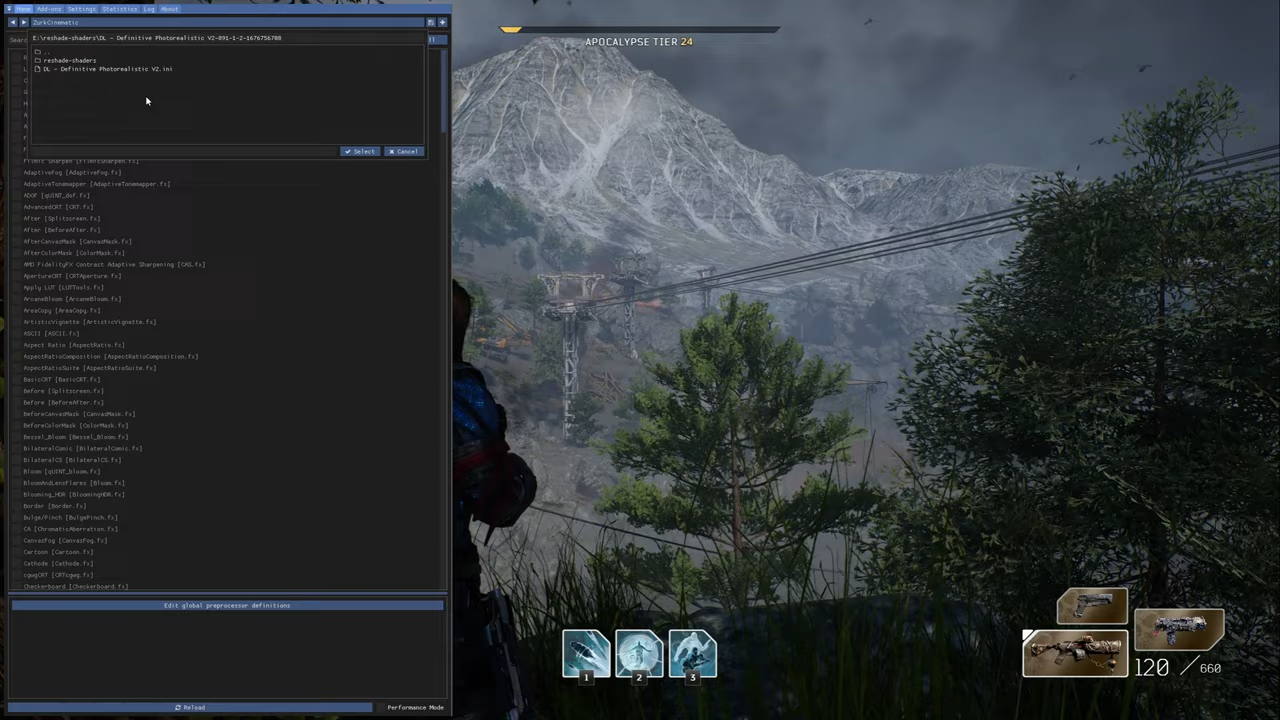 Home Add-ons Settings Statistics Log About
ZurkCinematic
E:\reshade-shaders\DL - Definitive Photorealistic V2-891-1-2-1676756788
..
reshade-shaders
DL - Definitive Photorealistic V2.ini
Select Cancel
Filmic Sharpen [FilmicSharpen.fx]
AdaptiveFog [AdaptiveFog.fx]
AdaptiveTonemapper [AdaptiveTonemapper.fx]
ADOF [qUINT_dof.fx]
AdvancedCRT [CRT.fx]
After [Splitscreen.fx]
After [BeforeAfter.fx]
AfterCanvasMask [CanvasMask.fx]
AfterColorMask [ColorMask.fx]
AMD FidelityFX Contrast Adaptive Sharpening [CAS.fx]
ApertureCRT [CRTAperture.fx]
Apply LUT [LUTTools.fx]
ArcaneBloom [ArcaneBloom.fx]
AreaCopy [AreaCopy.fx]
ArtisticVignette [ArtisticVignette.fx]
ASCII [ASCII.fx]
Aspect Ratio [AspectRatio.fx]
AspectRatioComposition [AspectRatioComposition.fx]
AspectRatioSuite [AspectRatioSuite.fx]
BasicCRT [BasicCRT.fx]
Before [Splitscreen.fx]
Before [BeforeAfter.fx]
BeforeCanvasMask [CanvasMask.fx]
BeforeColorMask [ColorMask.fx]
Bessel_Bloom [Bessel_Bloom.fx]
BilateralComic [BilateralComic.fx]
BilateralCS [BilateralCS.fx]
Bloom [qUINT_bloom.fx]
BloomAndLensFlares [Bloom.fx]
Blooming_HDR [BloomingHDR.fx]
Border [Border.fx]
Bulge/Pinch [BulgePinch.fx]
CA [ChromaticAberration.fx]
CanvasFog [CanvasFog.fx]
Cartoon [Cartoon.fx]
Cathode [Cathode.fx]
cgwgCRT [CRTcgwg.fx]
Checkerboard [Checkerboard.fx]
Edit global preprocessor definitions
Reload Performance Mode
APOCALYPSE TIER 24
1 2 3
120 / 660